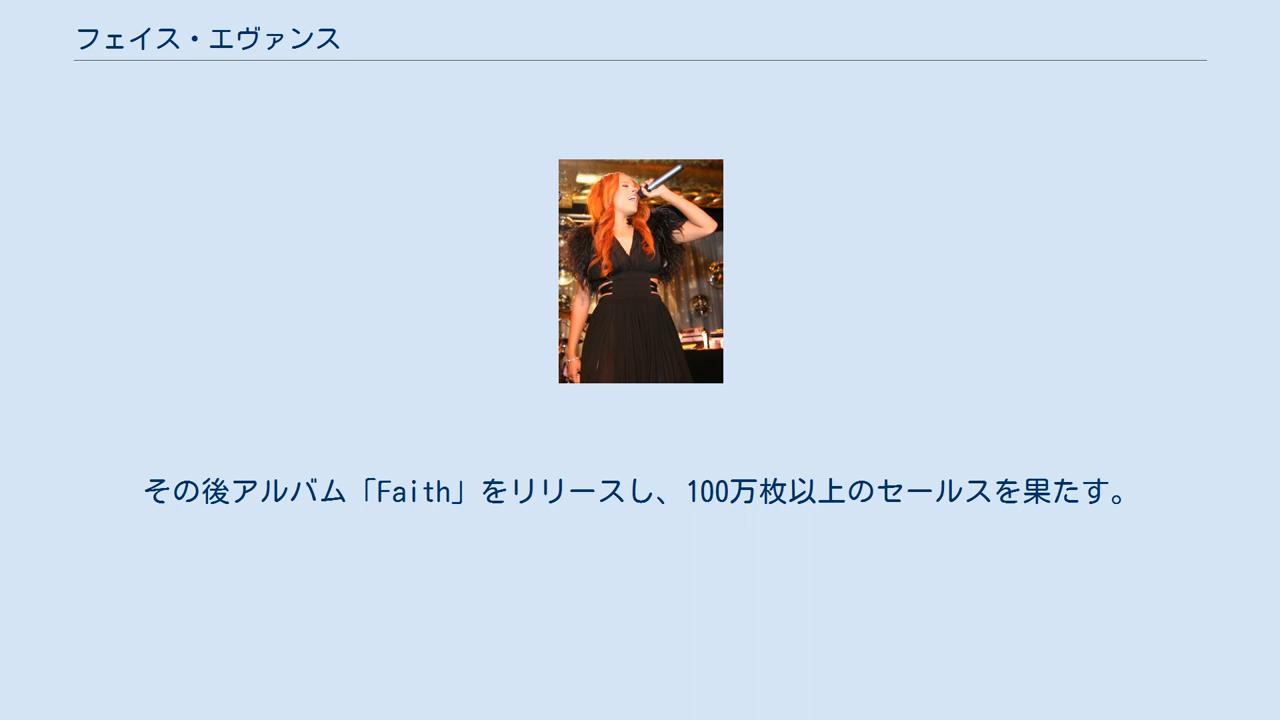 フェイス・エヴァンス
その後アルバム「Faith」をリリースし、100万枚以上のセールスを果たす。